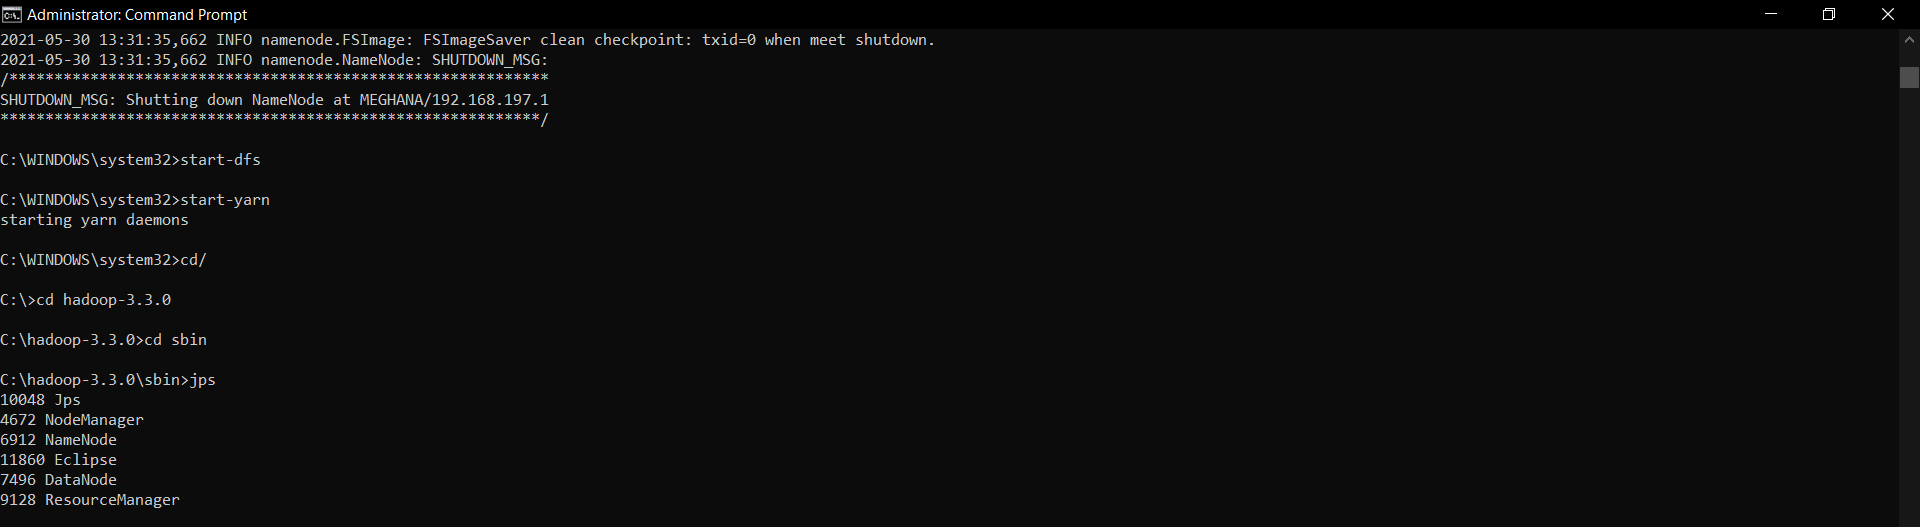 Administrator: Command Prompt
2021-05-30 13:31:35,662 INFO namenode.FSImage: FSImageSaver clean checkpoint: txid=0 when meet shutdown.
2021-05-30 13:31:35,662 INFO namenode.NameNode: SHUTDOWN_MSG:
/************************************************************
SHUTDOWN_MSG: Shutting down NameNode at MEGHANA/192.168.197.1
************************************************************/
C:\WINDOWS\system32>start-dfs
C:\WINDOWS\system32>start-yarn
starting yarn daemons
C:\WINDOWS\system32>cd/
C:\>cd hadoop-3.3.0
C:\hadoop-3.3.0>cd sbin
C:\hadoop-3.3.0\sbin>jps
10048 Jps
4672 NodeManager
6912 NameNode
11860 Eclipse
7496 DataNode
9128 ResourceManager